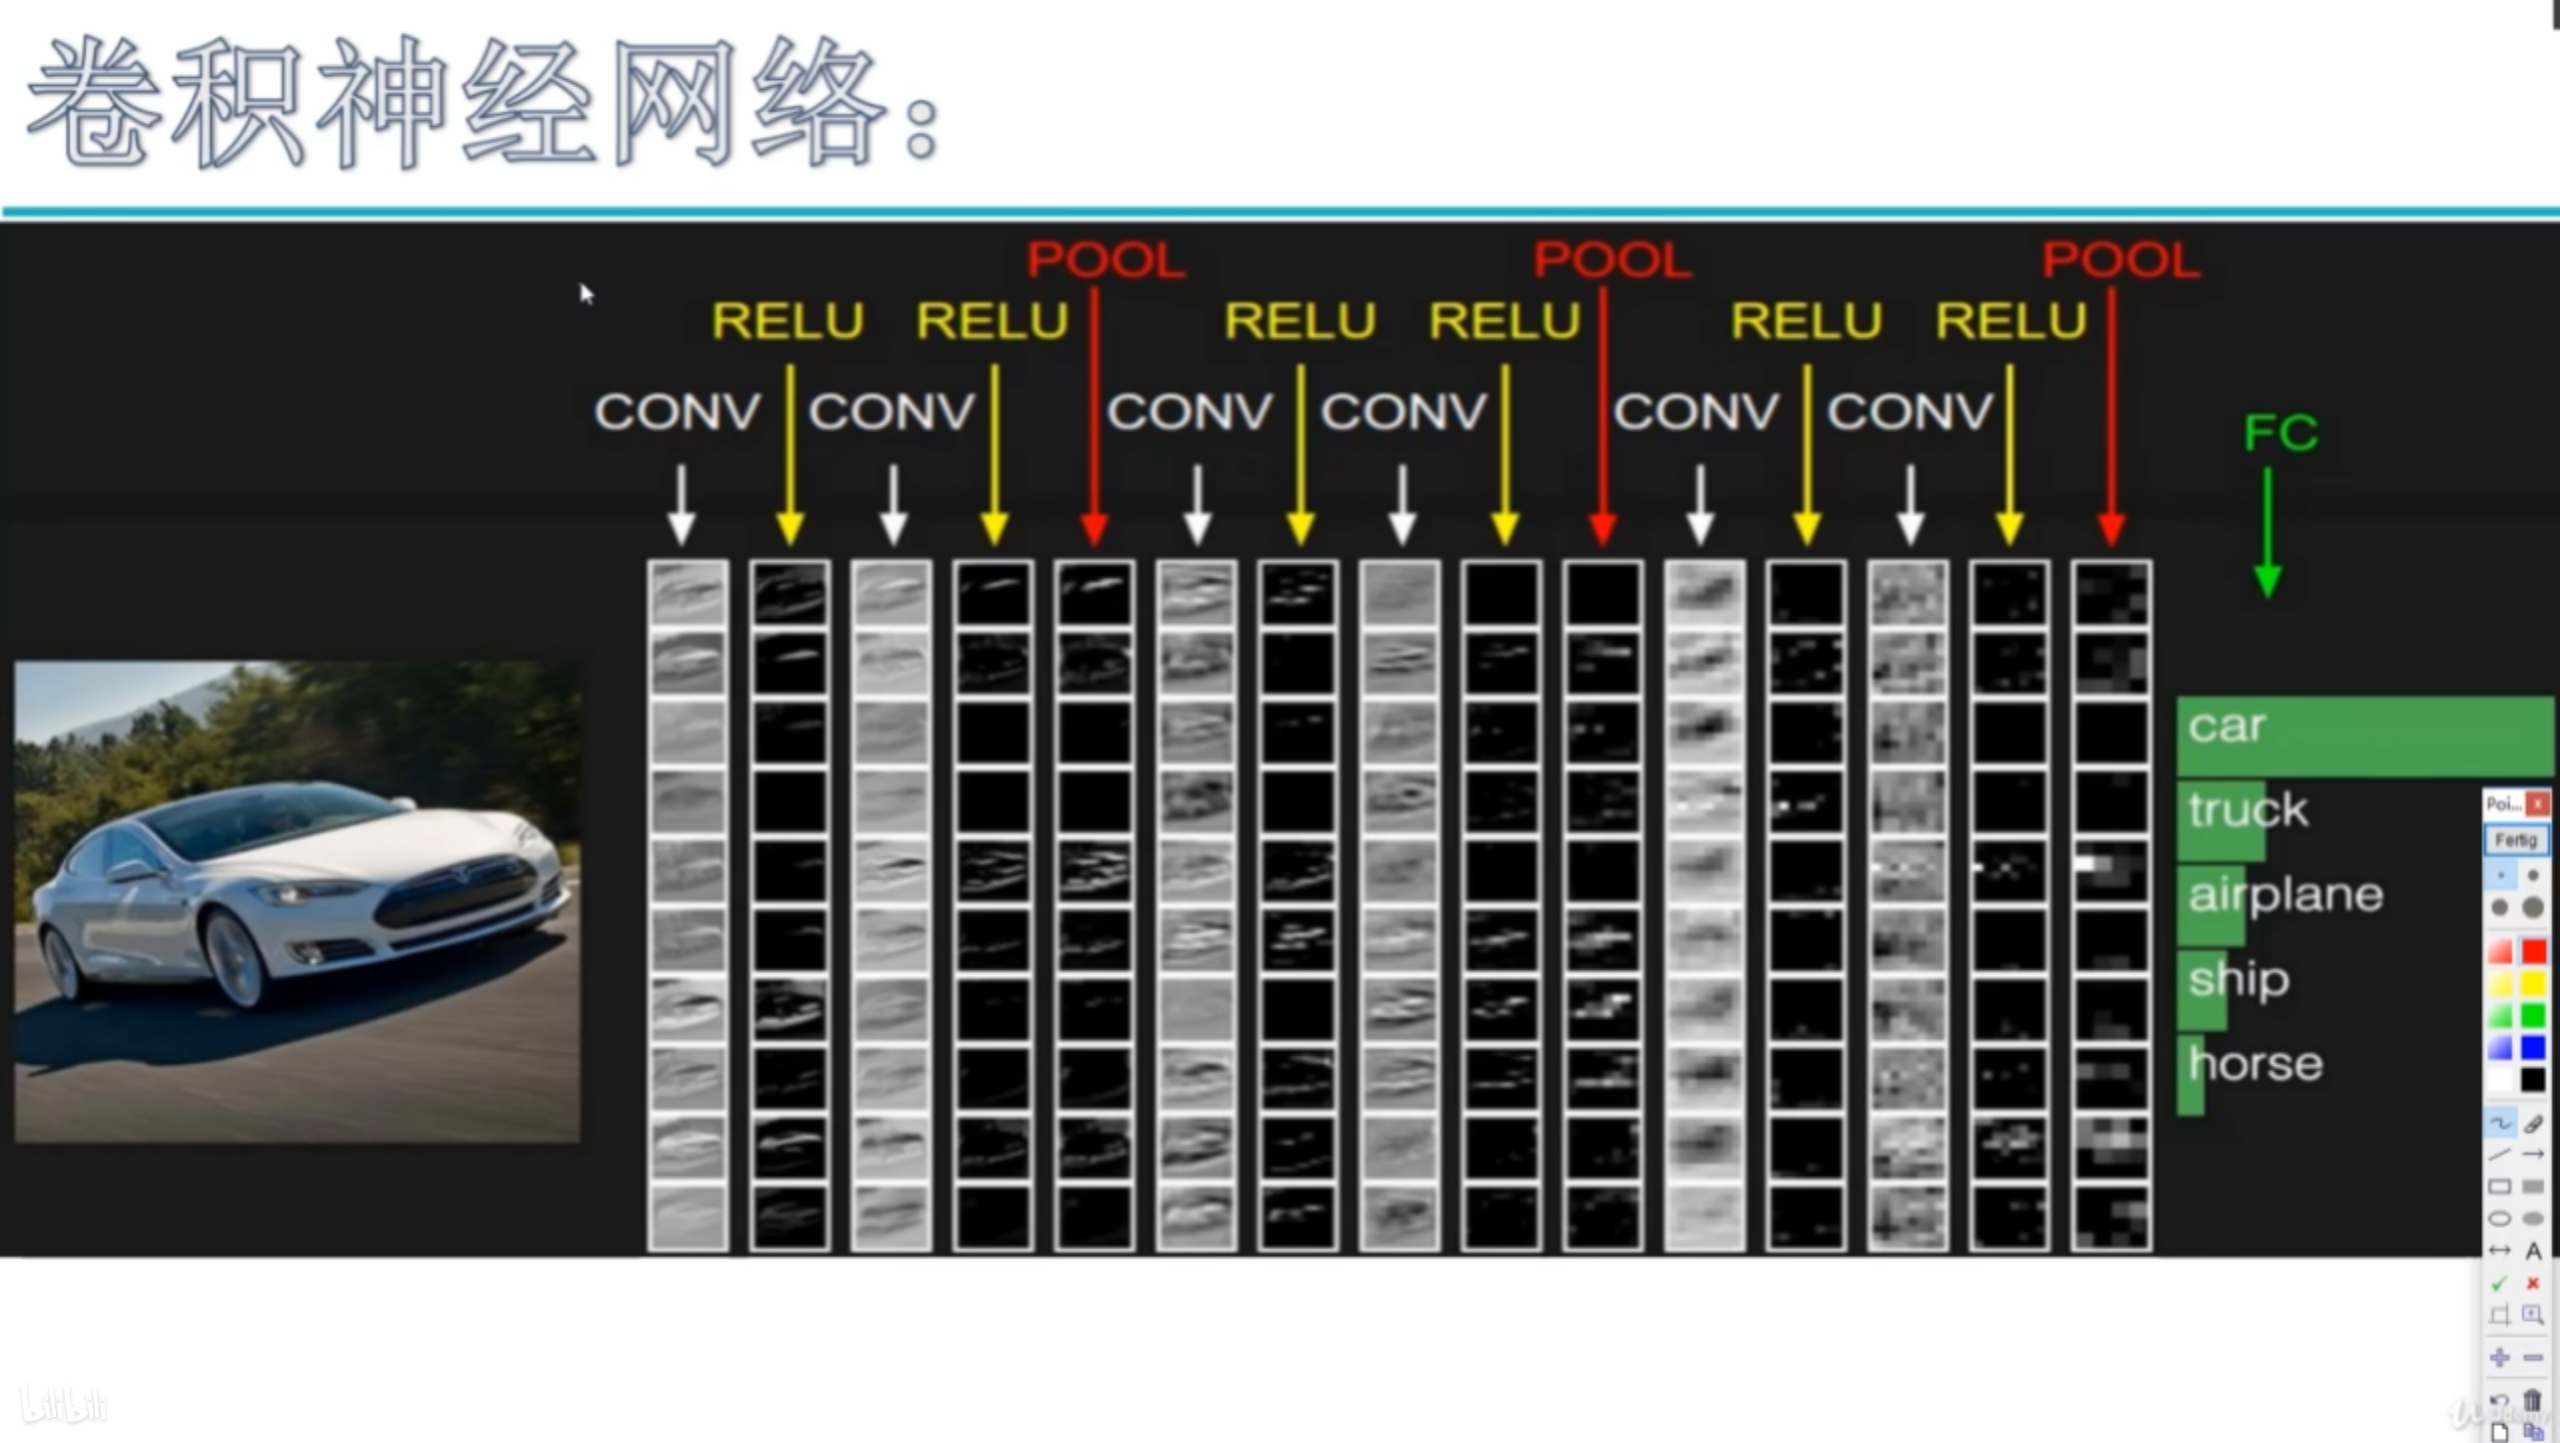 卷积神经网络:
POOL POOL POOL
RELU RELU RELU RELU RELU RELU
CONV CONV CONV CONV CONV CONV
FC
car
truck
airplane
ship
horse
Poi...
Fertig
A
bilibili